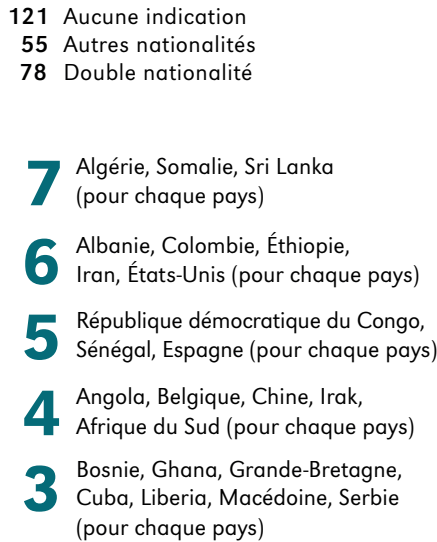 121 Aucune indication
55 Autres nationalités
78 Double nationalité
7 Algérie, Somalie, Sri Lanka
(pour chaque pays)
6 Albanie, Colombie, Éthiopie,
Iran, États-Unis (pour chaque pays)
5 République démocratique du Congo,
Sénégal, Espagne (pour chaque pays)
4 Angola, Belgique, Chine, Irak,
Afrique du Sud (pour chaque pays)
3 Bosnie, Ghana, Grande-Bretagne,
Cuba, Liberia, Macédoine, Serbie
(pour chaque pays)